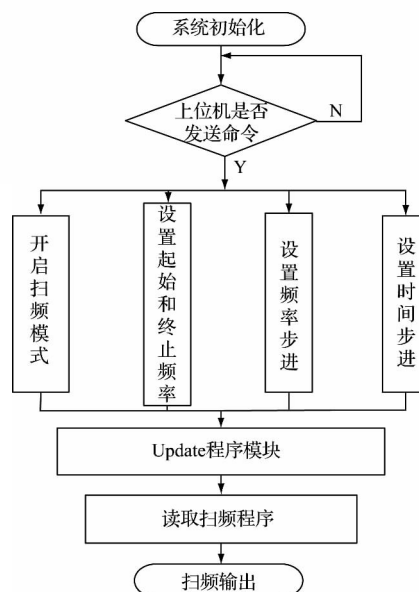 系统初始化
上位机是否
发送命令
N
Y
开启扫频模式
设置起始和终止频率
设置频率步进
设置时间步进
Update程序模块
读取扫频程序
扫频输出